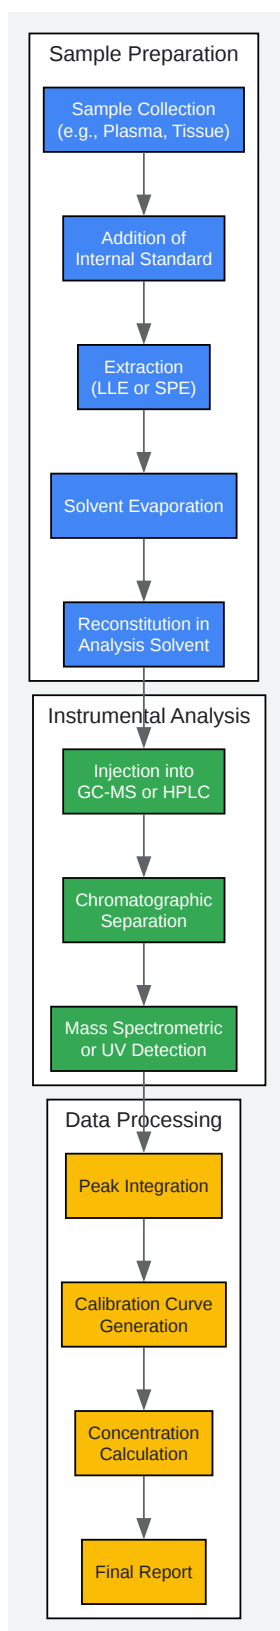 Sample Preparation
Sample Collection
(e.g., Plasma, Tissue)
Addition of
Internal Standard
Extraction
(LLE or SPE)
Solvent Evaporation
Reconstitution in
Analysis Solvent
Instrumental Analysis
Injection into
GC-MS or HPLC
Chromatographic
Separation
Mass Spectrometric
or UV Detection
Data Processing
Peak Integration
Calibration Curve
Generation
Concentration
Calculation
Final Report